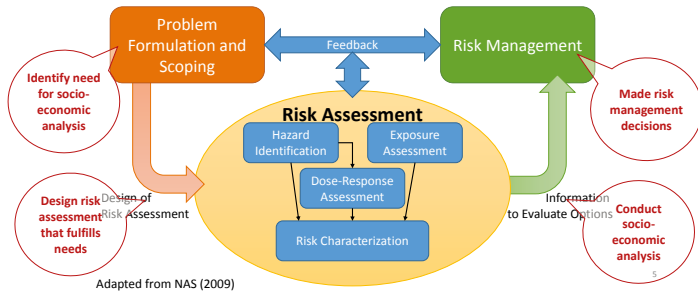 Problem
Formulation and
Scoping
Feedback
Risk Management
Identify need
for socio-
economic
analysis
Made risk
management
decisions
Risk Assessment
Hazard
Identification
Exposure
Assessment
Dose-Response
Assessment
Risk Characterization
Design risk
assessment
that fulfills
needs
Design of
Risk Assessment
Information
to Evaluate Options
Conduct
socio-
economic
analysis
5
Adapted from NAS (2009)